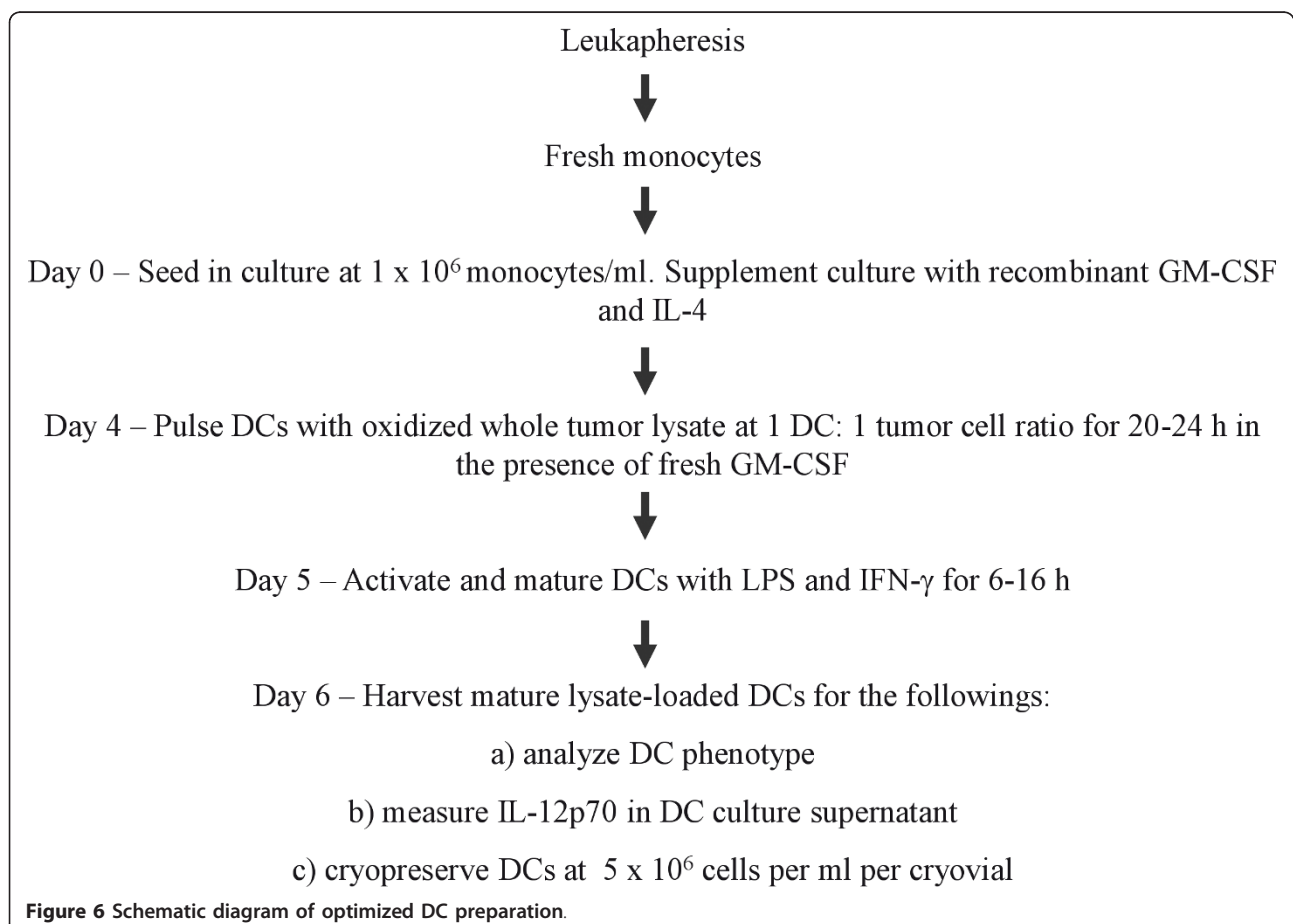 Leukapheresis
Fresh monocytes
Day 0 – Seed in culture at 1 x 10⁶ monocytes/ml. Supplement culture with recombinant GM-CSF
and IL-4
Day 4 – Pulse DCs with oxidized whole tumor lysate at 1 DC: 1 tumor cell ratio for 20-24 h in
the presence of fresh GM-CSF
Day 5 – Activate and mature DCs with LPS and IFN-γ for 6-16 h
Day 6 – Harvest mature lysate-loaded DCs for the followings:
a) analyze DC phenotype
b) measure IL-12p70 in DC culture supernatant
c) cryopreserve DCs at 5 x 10⁶ cells per ml per cryovial
Figure 6 Schematic diagram of optimized DC preparation.